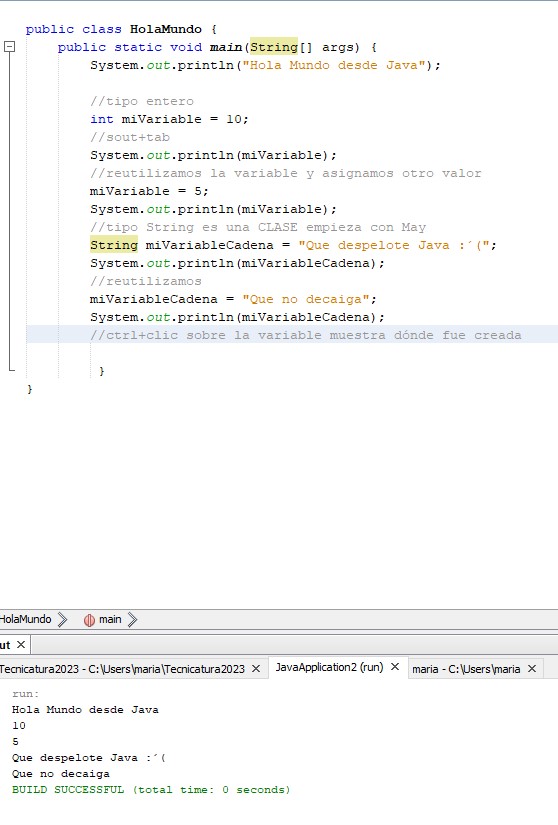 public class HolaMundo {
public static void main(String[] args) {
System.out.println("Hola Mundo desde Java");
//tipo entero
int miVariable = 10;
//sout+tab
System.out.println(miVariable);
//reutilizamos la variable y asignamos otro valor
miVariable = 5;
System.out.println(miVariable);
//tipo String es una CLASE empieza con May
String miVariableCadena = "Que despelote Java :´(";
System.out.println(miVariableCadena);
//reutilizamos
miVariableCadena = "Que no decaiga";
System.out.println(miVariableCadena);
//ctrl+clic sobre la variable muestra dónde fue creada
}
}
HolaMundo main
ut
Tecnicatura2023 - C:\Users\maria\Tecnicatura2023 JavaApplication2 (run) maria - C:\Users\maria
run:
Hola Mundo desde Java
10
5
Que despelote Java :´(
Que no decaiga
BUILD SUCCESSFUL (total time: 0 seconds)